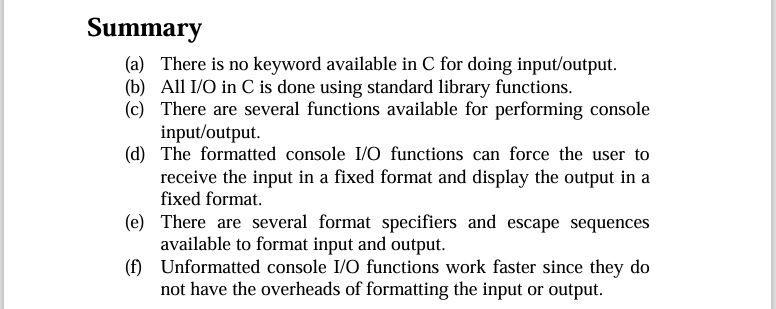 Summary
(a) There is no keyword available in C for doing input/output.
(b) All I/O in C is done using standard library functions.
(c) There are several functions available for performing console
input/output.
(d) The formatted console I/O functions can force the user to
receive the input in a fixed format and display the output in a
fixed format.
(e) There are several format specifiers and escape sequences
available to format input and output.
(f) Unformatted console I/O functions work faster since they do
not have the overheads of formatting the input or output.